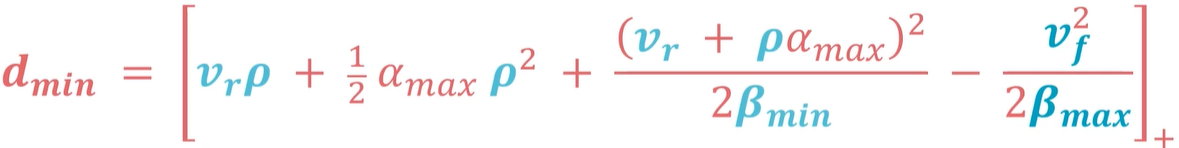 d_min = [ v_r ρ + ½ α_max ρ² + (v_r + ρα_max)² / 2β_min − v_f² / 2β_max ]₊